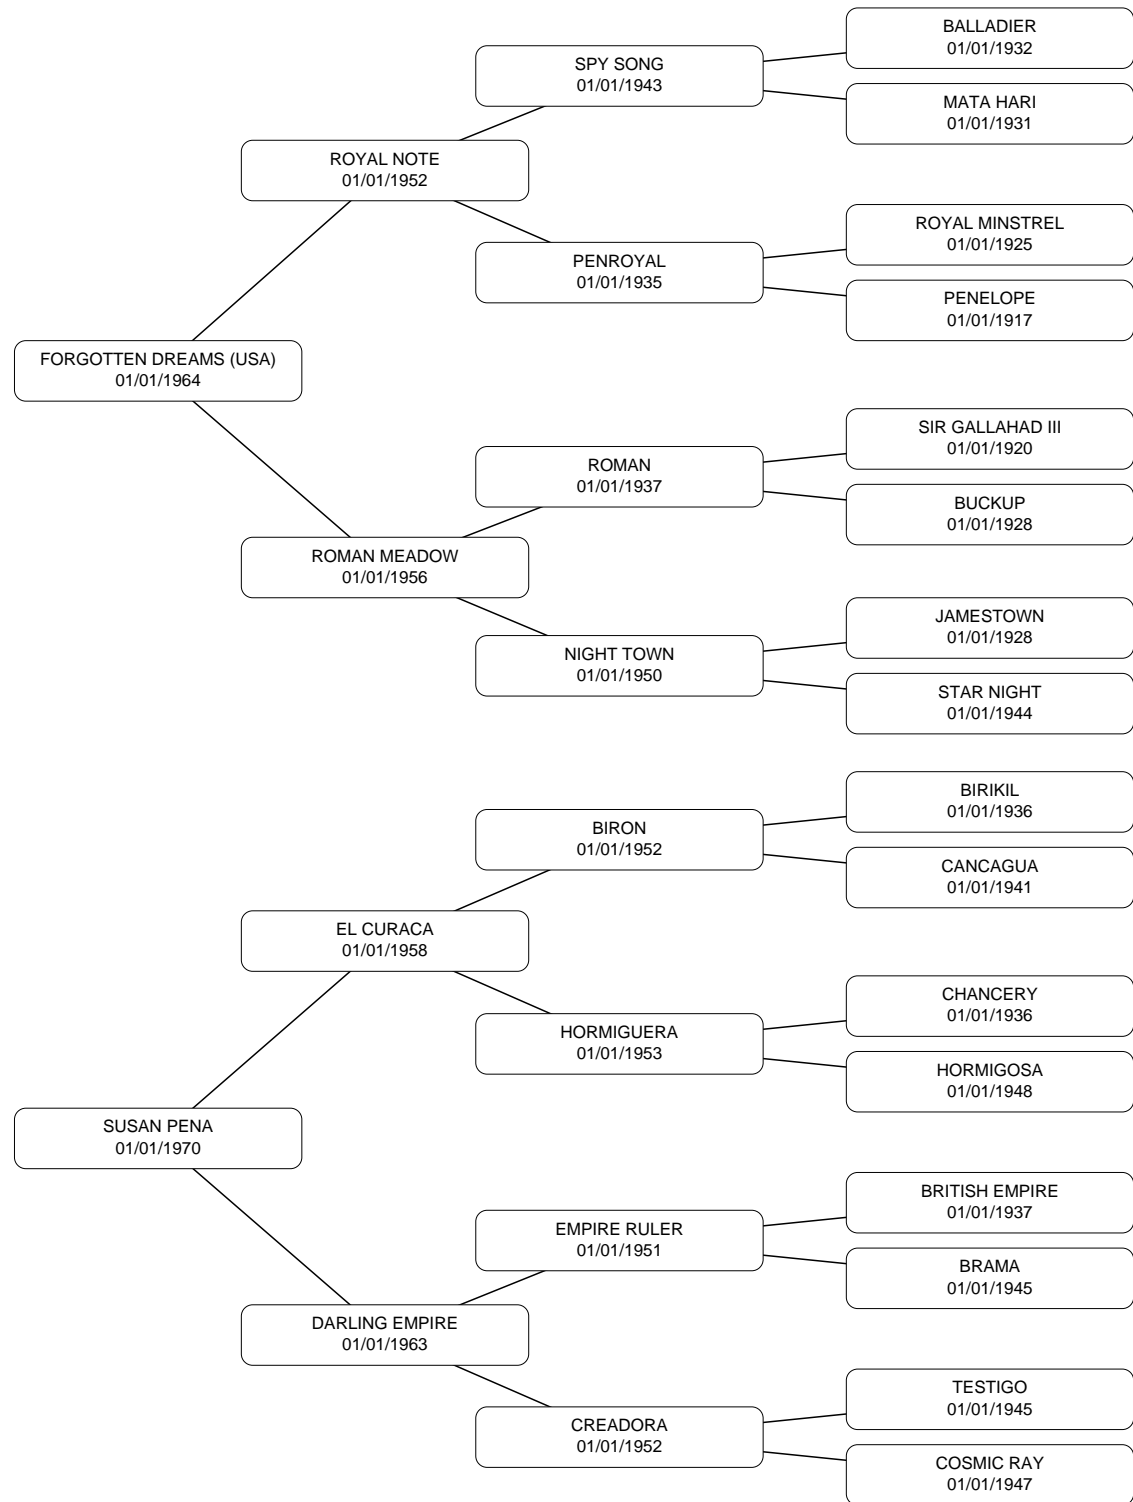 BALLADIER
01/01/1932
SPY SONG
01/01/1943
MATA HARI
01/01/1931
ROYAL NOTE
01/01/1952
ROYAL MINSTREL
01/01/1925
PENROYAL
01/01/1935
PENELOPE
01/01/1917
FORGOTTEN DREAMS (USA)
01/01/1964
SIR GALLAHAD III
01/01/1920
ROMAN
01/01/1937
BUCKUP
01/01/1928
ROMAN MEADOW
01/01/1956
JAMESTOWN
01/01/1928
NIGHT TOWN
01/01/1950
STAR NIGHT
01/01/1944
BIRIKIL
01/01/1936
BIRON
01/01/1952
CANCAGUA
01/01/1941
EL CURACA
01/01/1958
CHANCERY
01/01/1936
HORMIGUERA
01/01/1953
HORMIGOSA
01/01/1948
SUSAN PENA
01/01/1970
BRITISH EMPIRE
01/01/1937
EMPIRE RULER
01/01/1951
BRAMA
01/01/1945
DARLING EMPIRE
01/01/1963
TESTIGO
01/01/1945
CREADORA
01/01/1952
COSMIC RAY
01/01/1947